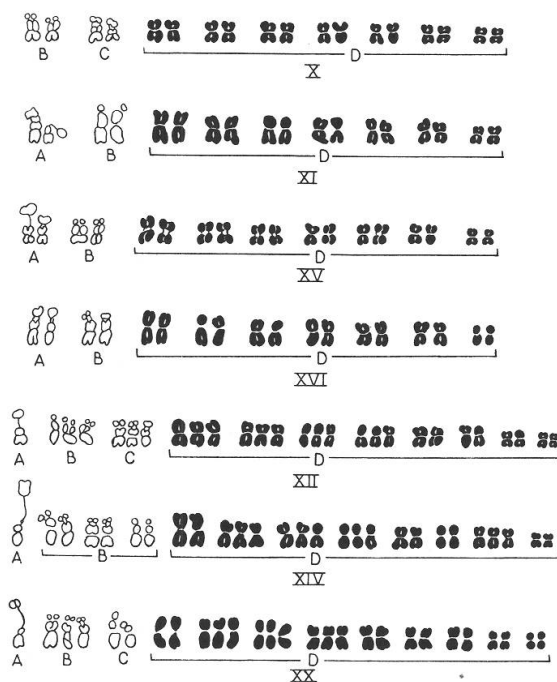 B C D
X
A B D
XI
A B D
XV
A B D
XVI
A B C D
XII
A B D
XIV
A B C D
XX